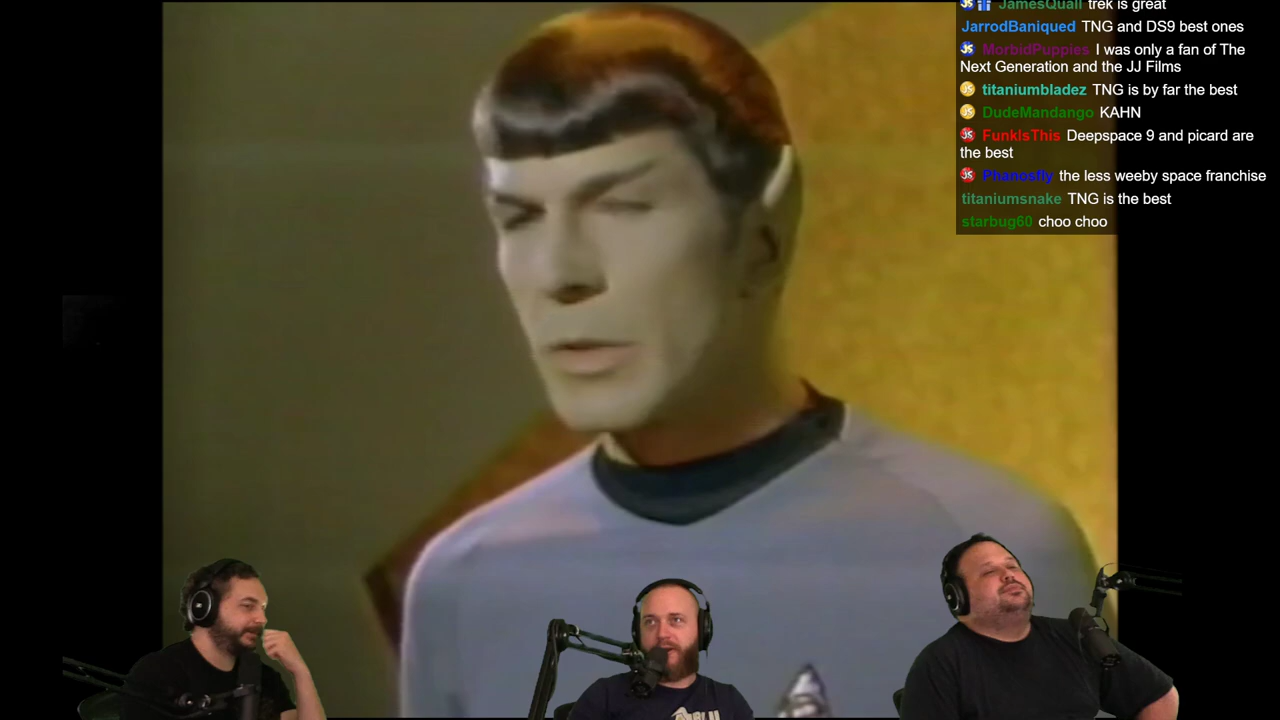 JamesQuall trek is great
JarrodBaniqued TNG and DS9 best ones
MorbidPuppies I was only a fan of The
Next Generation and the JJ Films
titaniumbladez TNG is by far the best
DudeMandango KAHN
FunkIsThis Deepspace 9 and picard are
the best
Phanosfly the less weeby space franchise
titaniumsnake TNG is the best
starbug60 choo choo